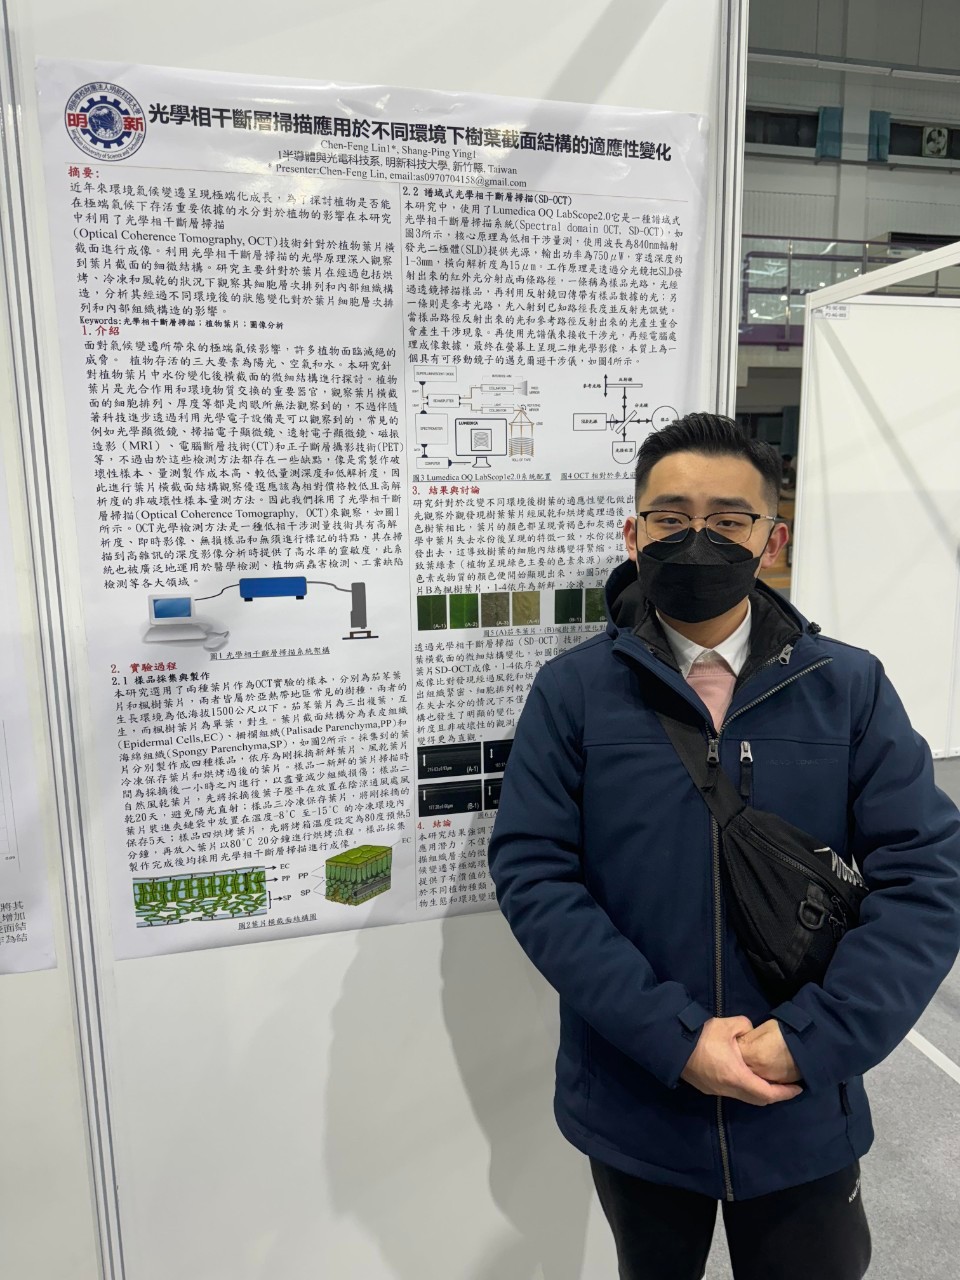 光學相干斷層掃描應用於不同環境下樹葉截面結構的適應性變化
Chen-Feng Lin1*, Shang-Ping Ying1
1半導體與光電科技系, 明新科技大學, 新竹縣, Taiwan
* Presenter:Chen-Feng Lin, email:as0970704158@gmail.com
明新
摘要:
近年來環境氣候變遷呈現極端化成長，為了探討植物是否能
在極端氣候下存活重要依據的水分對於植物的影響在本研究
中利用了光學相干斷層掃描
(Optical Coherence Tomography, OCT)技術針對於植物葉片橫
截面進行成像。利用光學相干斷層掃描的光學原理深入觀察
到葉片截面的細微結構。研究主要針對於葉片在經過包括烘
烤、冷凍和風乾的狀況下觀察其細胞層次排列和內部組織構
造，分析其經過不同環境後的狀態變化對於葉片細胞層次排
列和內部組織構造的影響。
Keywords:光學相干斷層掃描；植物葉片；圖像分析
1. 介紹
面對氣候變遷所帶來的極端氣候影響，許多植物面臨滅絕的
威脅。 植物存活的三大要素為陽光、空氣和水。本研究針
對植物葉片中水份變化後橫截面的微細結構進行探討。植物
葉片是光合作用和環境物質交換的重要器官，觀察葉片橫截
面的細胞排列、厚度等都是肉眼所無法觀察到的，不過伴隨
著科技進步透過利用光學電子設備是可以觀察到的，常見的
例如光學顯微鏡、掃描電子顯微鏡、透射電子顯微鏡、磁振
造影(MRI)、電腦斷層技術(CT)和正子斷層攝影技術(PET)
等，不過由於這些檢測方法都存在一些缺點，像是需製作破
壞性樣本、量測製作成本高、較低量測深度和低解析度，因
此進行葉片橫截面結構觀察優選應該為相對價格較低且高解
析度的非破壞性樣本量測方法。因此我們採用了光學相干斷
層掃描(Optical Coherence Tomography, OCT)來觀察，如圖1
所示。OCT光學檢測方法是一種低相干涉量測技術具有高解
析度、即時影像、無損樣品和無須進行標記的特點，其在掃
描到高雜訊的深度影像分析時提供了高水準的靈敏度，此系
統也被廣泛地運用於醫學檢測、植物病蟲害檢測、工業缺陷
檢測等各大領域。
圖1 光學相干斷層掃描系統架構
2. 實驗過程
2.1 樣品採集與製作
本研究選用了兩種葉片作為OCT實驗的樣本，分別為茄苳葉
片和楓樹葉片，兩者皆屬於亞熱帶地區常見的樹種，兩者的
生長環境為低海拔1500公尺以下。茄苳葉片為三出複葉，互
生，而楓樹葉片為單葉，對生。葉片截面結構分為表皮組織
(Epidermal Cells,EC)、柵欄組織(Palisade Parenchyma,PP)和
海綿組織(Spongy Parenchyma,SP)，如圖2所示。採集到的葉
片分別製作成四種樣品，依序為剛採摘新鮮葉片、風乾葉片
冷凍保存葉片和烘烤過後的葉片。樣品一新鮮的葉片掃描時
間為採摘後一小時之內進行，以盡量減少組織損傷；樣品二
自然風乾葉片，先將採摘後葉子壓平在放置在陰涼通風處風
乾20天，避免陽光直射；樣品三冷凍保存葉片，將剛採摘的
葉片裝進夾鏈袋中放置在溫度-8°C 至-15°C 的冷凍環境內，
保存5天；樣品四烘烤葉片，先將烤箱溫度設定為80度預熱5
分鐘，再放入葉片以80°C 20分鐘進行烘烤流程。樣品採集
製作完成後均採用光學相干斷層掃描進行成像。
EC
PP
SP
EC
PP
SP
圖2葉片橫截面結構圖
2.2 譜域式光學相干斷層掃描(SD-OCT)
本研究中，使用了Lumedica OQ LabScope2.0它是一種譜域式
光學相干斷層掃描系統(Spectral domain OCT, SD-OCT)，如
圖3所示，核心原理為低相干涉量測，使用波長為840nm輻射
發光二極體(SLD)提供光源，輸出功率為750μW，穿透深度約
1-3mm，橫向解析度為15μm。工作原理是透過分光鏡把SLD發
射出來的紅外光分射成兩條路徑，一條稱為樣品光路，光經
過透鏡掃描樣品，再利用反射鏡回傳帶有樣品數據的光；另
一條則是參考光路，光入射到已知路徑長度並反射光訊號。
當樣品路徑反射出來的光和參考路徑反射出來的光產生重合
會產生干涉現象。再使用光譜儀來接收干涉光，再經電腦處
理成像數據，最終在螢幕上呈現二維光學影像，本質上為一
個具有可移動鏡子的邁克爾遜干涉儀，如圖4所示。
LUMEDICA
COMPUTER
圖3 Lumedica OQ LabScop1e2.0系統配置
圖4 OCT 相對於麥克
3. 結果與討論
研究針對於改變不同環境後樹葉的適應性變化做出
先觀察外觀發現樹葉葉片經風乾和烘烤處理過後，
色樹葉相比，葉片的顏色都呈現黃褐色和灰褐色
學中葉片失去水份後呈現的特徵一致，水份從樹
發出去，這導致樹葉的細胞內結構變得緊縮。這
致葉綠素（植物呈現綠色主要的色素來源）分解
色素或物質的顏色便開始顯現出來，如圖5所
片B為楓樹葉片，1-4依序為新鮮，冷凍，風
(A-1)
(A-2)
(A-3)
(A-4)
(B-1)
圖5(A)茄苳葉片，(B)楓樹葉片變化
透過光學相干斷層掃描 (SD-OCT) 技術
葉橫截面的微細結構變化，如圖6所
片SD-OCT成像，1-4依序為
像比對發現經過風乾和烘
出組織緊密、細胞排列較為
在失去水分的情況下不僅
構也發生了明顯的變化。
析度且非破壞性的觀測
變得更為直觀。
(A-1)
(B-1)
4. 結論
本研究結果強調了
應用潛力，不僅
擇組織層次的微
候變遷等極端環
提供了有價值的
於不同植物種類
物生態和環境變遷